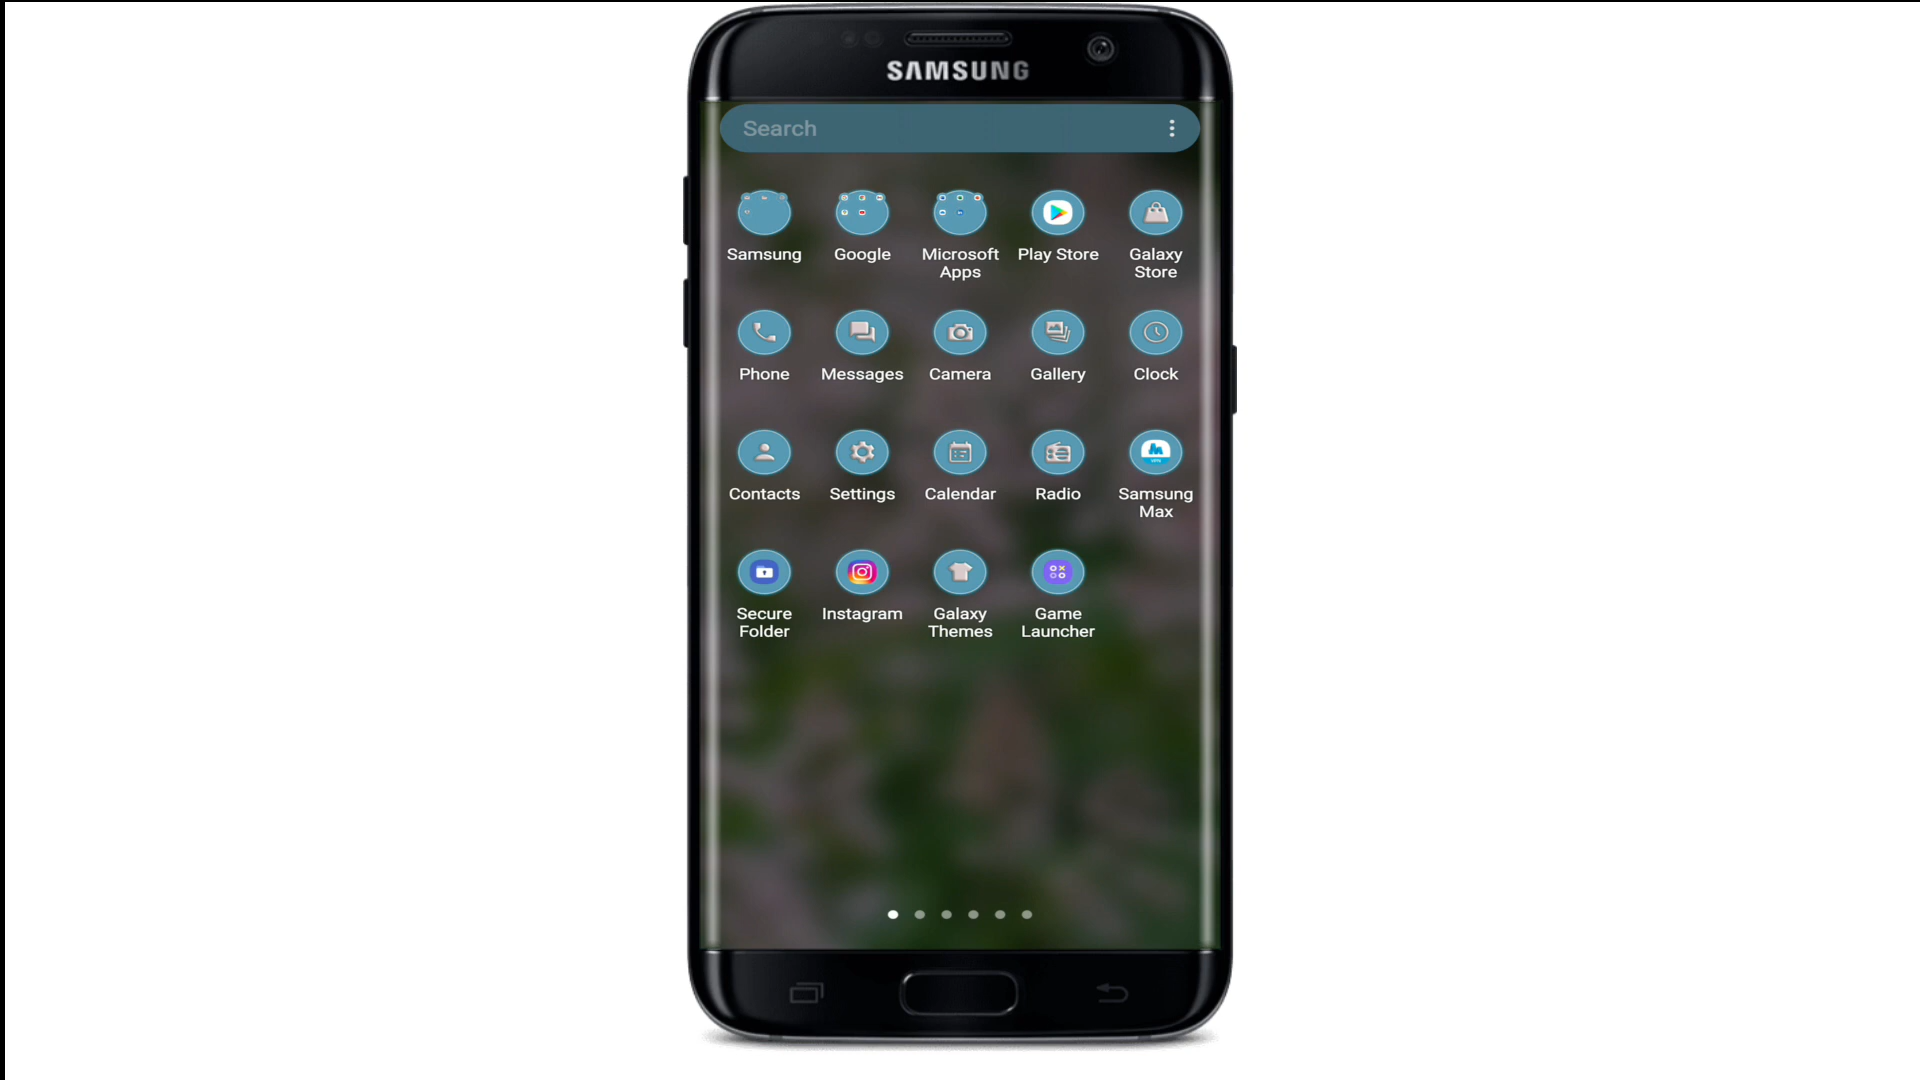 SAMSUNG
Search
Samsung
Google
Microsoft
Apps
Play Store
Galaxy
Store
Phone
Messages
Camera
Gallery
Clock
Contacts
Settings
Calendar
Radio
Samsung
Max
Secure
Folder
Instagram
Galaxy
Themes
Game
Launcher